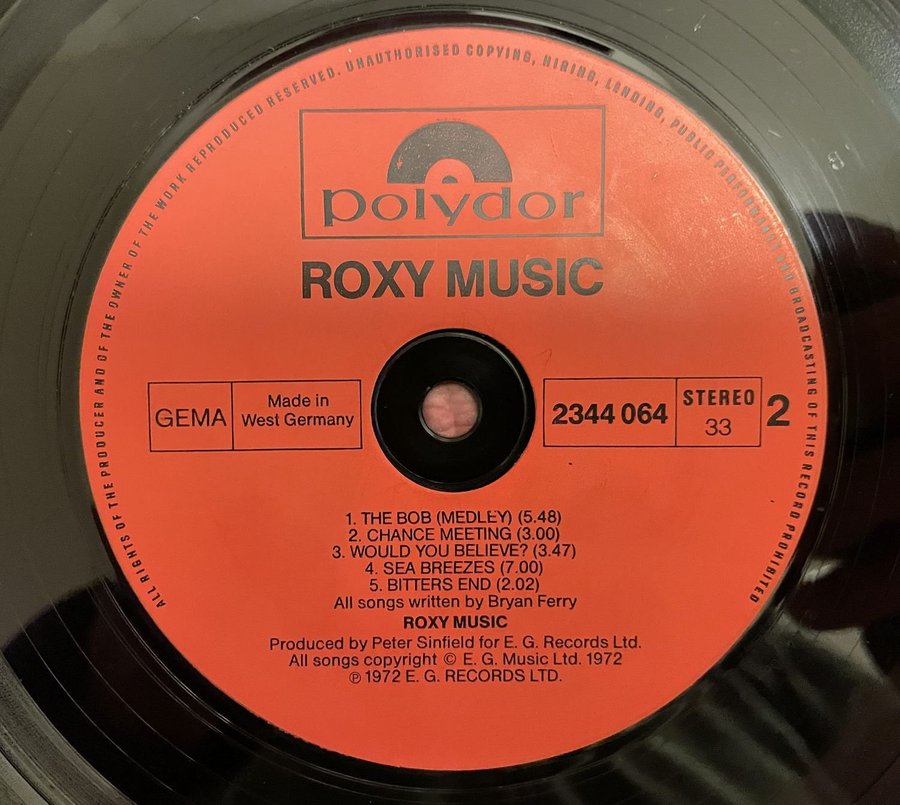 ALL RIGHTS OF THE PRODUCER AND OF THE OWNER OF THE WORK REPRODUCED RESERVED. UNAUTHORISED COPYING, HIRING, LENDING, PUBLIC PERFORMANCE AND BROADCASTING OF THIS RECORD PROHIBITED
polydor
ROXY MUSIC
GEMA
Made in
West Germany
2344 064
STEREO
33
2
1. THE BOB (MEDLEY) (5.48)
2. CHANCE MEETING (3.00)
3. WOULD YOU BELIEVE? (3.47)
4. SEA BREEZES (7.00)
5. BITTERS END (2.02)
All songs written by Bryan Ferry
ROXY MUSIC
Produced by Peter Sinfield for E. G. Records Ltd.
All songs copyright © E. G. Music Ltd. 1972
℗ 1972 E. G. RECORDS LTD.